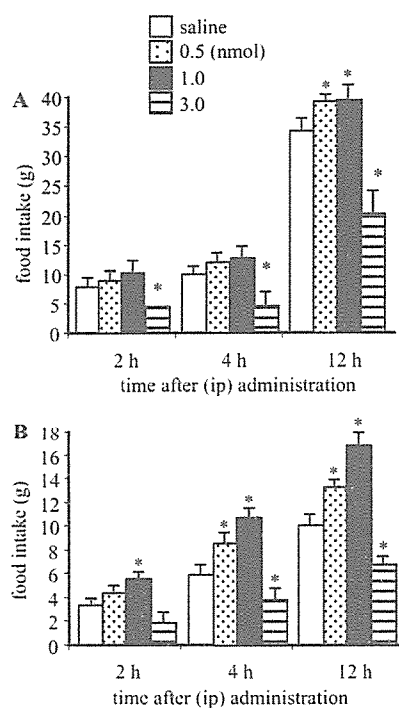 saline
0.5 (nmol)
1.0
3.0
A
40
35
30
25
20
15
10
5
0
food intake (g)
* * * * *
2 h 4 h 12 h
time after (ip) administration
B
18
16
14
12
10
8
6
4
2
0
food intake (g)
* * * * * * *
2 h 4 h 12 h
time after (ip) administration